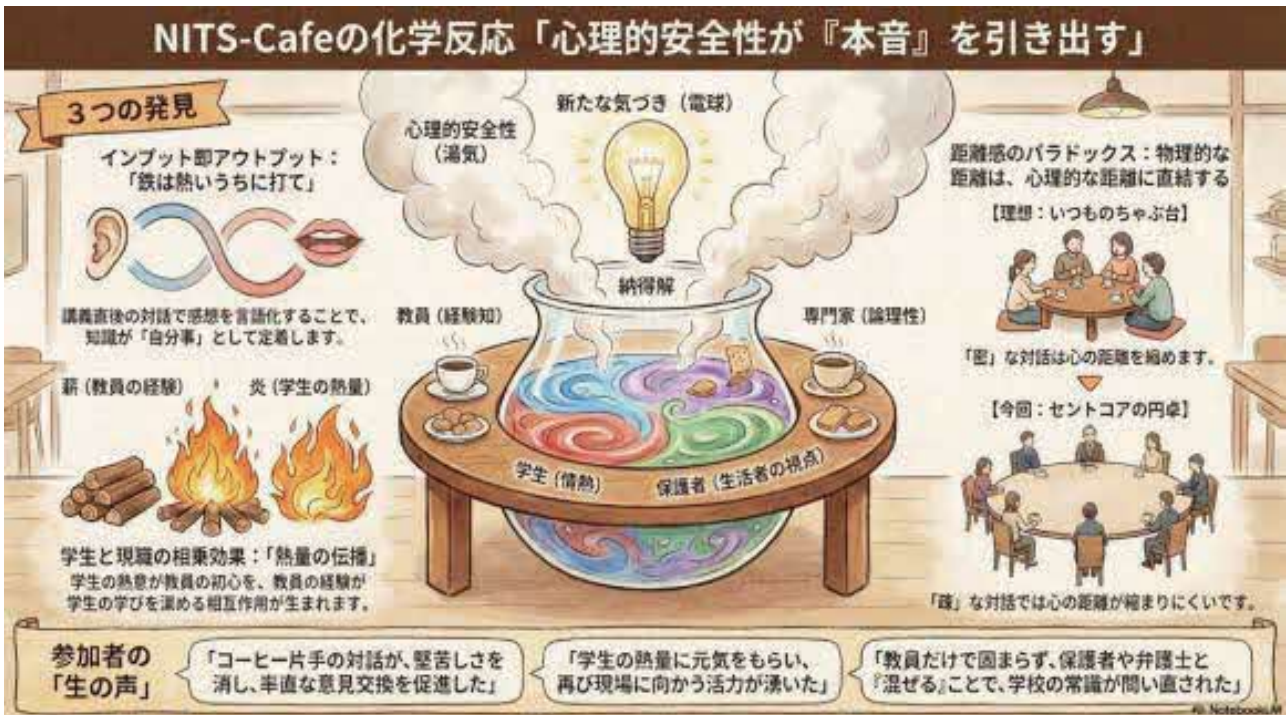 NITS-Cafeの化学反応「心理的安全性が『本音』を引き出す」
3つの発見
インプット即アウトプット：
「鉄は熱いうちに打て」
講義直後の対話で感想を言語化することで、
知識が「自分事」として定着します。
薪（教員の経験）
炎（学生の熱量）
学生と現職の相乗効果：「熱量の伝播」
学生の熱意が教員の初心を、教員の経験が
学生の学びを深める相互作用が生まれます。
心理的安全性
（湯気）
新たな気づき（電球）
納得解
教員（経験知）
専門家（論理性）
学生（情熱）
保護者（生活者の視点）
距離感のパラドックス：物理的な
距離は、心理的な距離に直結する
【理想：いつものちゃぶ台】
「密」な対話は心の距離を縮めます。
【今回：セントコアの円卓】
「疎」な対話では心の距離が縮まりにくいです。
参加者の
「生の声」
「コーヒー片手の対話が、堅苦しさを
消し、率直な意見交換を促進した」
「学生の熱量に元気をもらい、
再び現場に向かう活力が湧いた」
「教員だけで固まらず、保護者や弁護士と
『混ぜる』ことで、学校の常識が問い直された」
NotebookLM